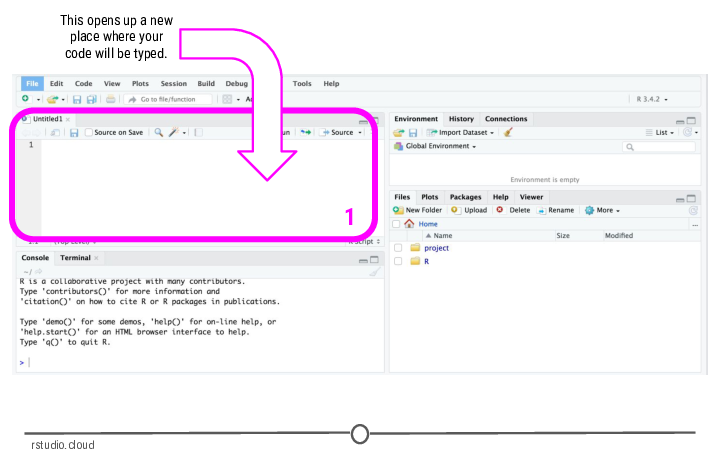 This opens up a new
place where your
code will be typed.
File Edit Code View Plots Session Build Debug Tools Help
Go to file/function
R 3.4.2
Untitled1
Source on Save
Source
1
1
(Top Level)
R Script
Console Terminal
~/
R is a collaborative project with many contributors.
Type 'contributors()' for more information and
'citation()' on how to cite R or R packages in publications.
Type 'demo()' for some demos, 'help()' for on-line help, or
'help.start()' for an HTML browser interface to help.
Type 'q()' to quit R.
>
Environment History Connections
Import Dataset
List
Global Environment
Environment is empty
Files Plots Packages Help Viewer
New Folder Upload Delete Rename More
Home
Name Size Modified
project
R
rstudio.cloud